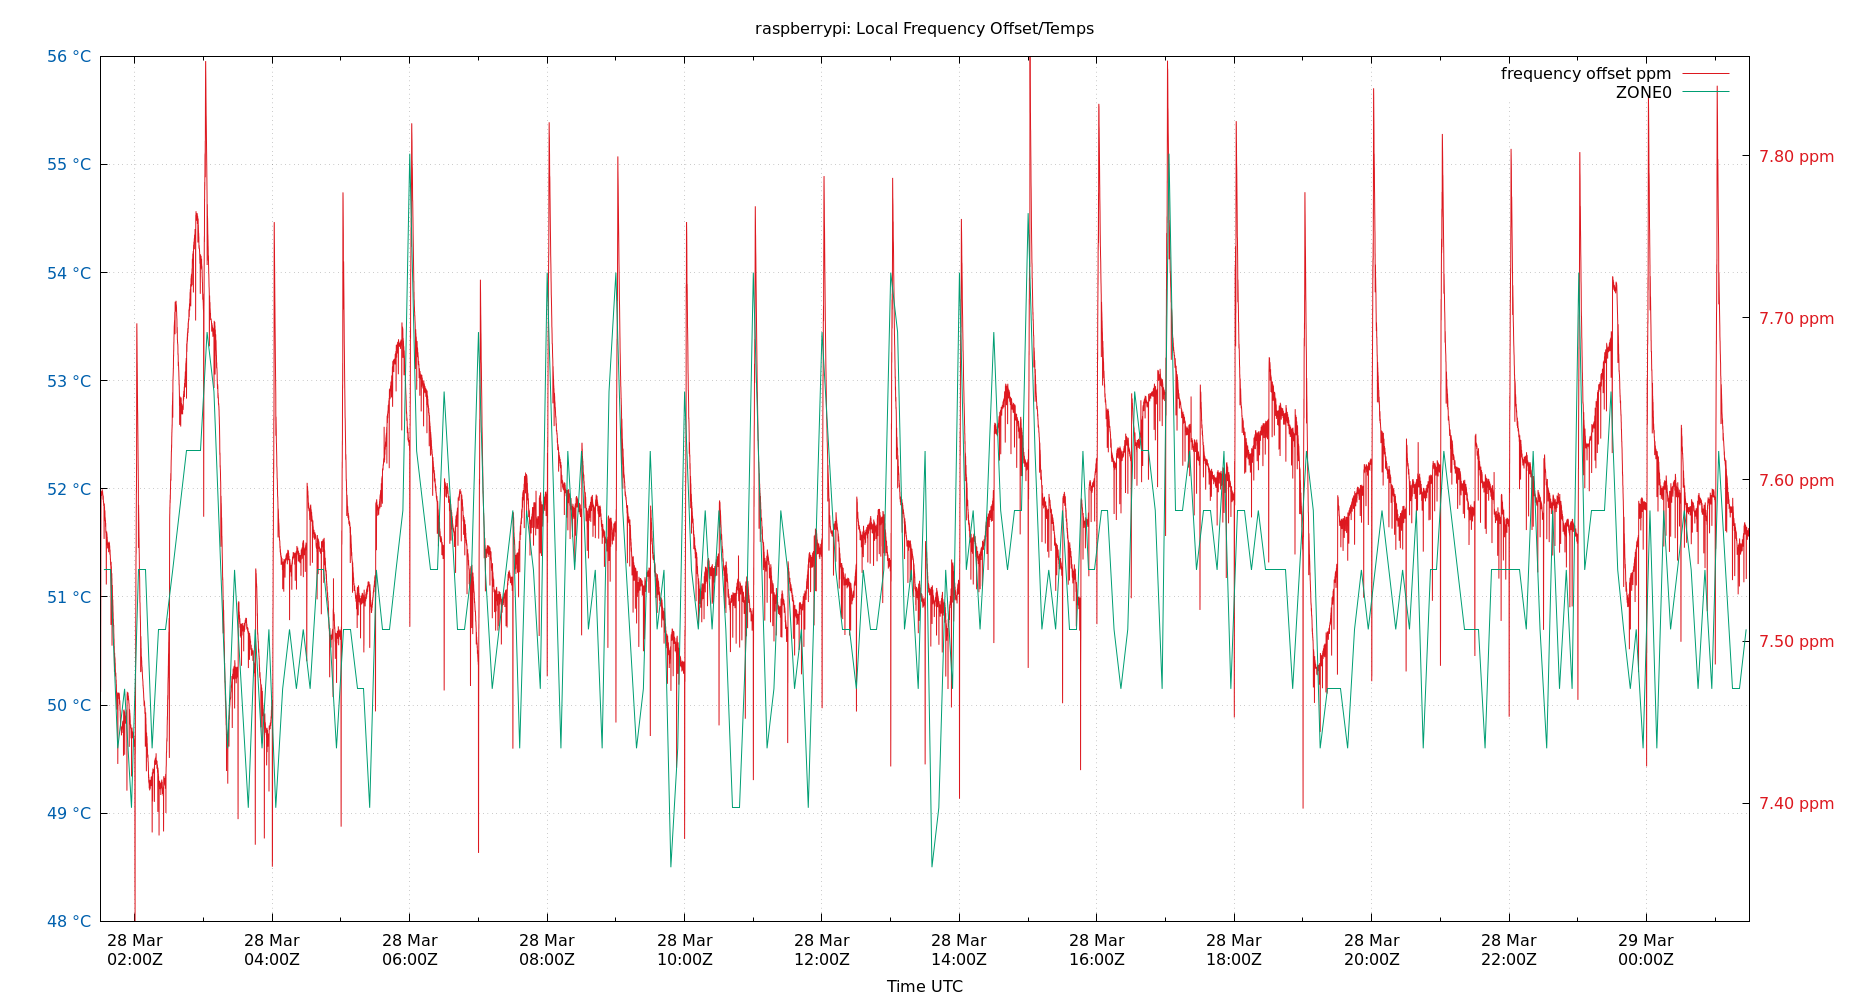 raspberrypi: Local Frequency Offset/Temps
frequency offset ppm
ZONE0
56 °C
55 °C
54 °C
53 °C
52 °C
51 °C
50 °C
49 °C
48 °C
7.80 ppm
7.70 ppm
7.60 ppm
7.50 ppm
7.40 ppm
28 Mar
02:00Z
28 Mar
04:00Z
28 Mar
06:00Z
28 Mar
08:00Z
28 Mar
10:00Z
28 Mar
12:00Z
28 Mar
14:00Z
28 Mar
16:00Z
28 Mar
18:00Z
28 Mar
20:00Z
28 Mar
22:00Z
29 Mar
00:00Z
Time UTC